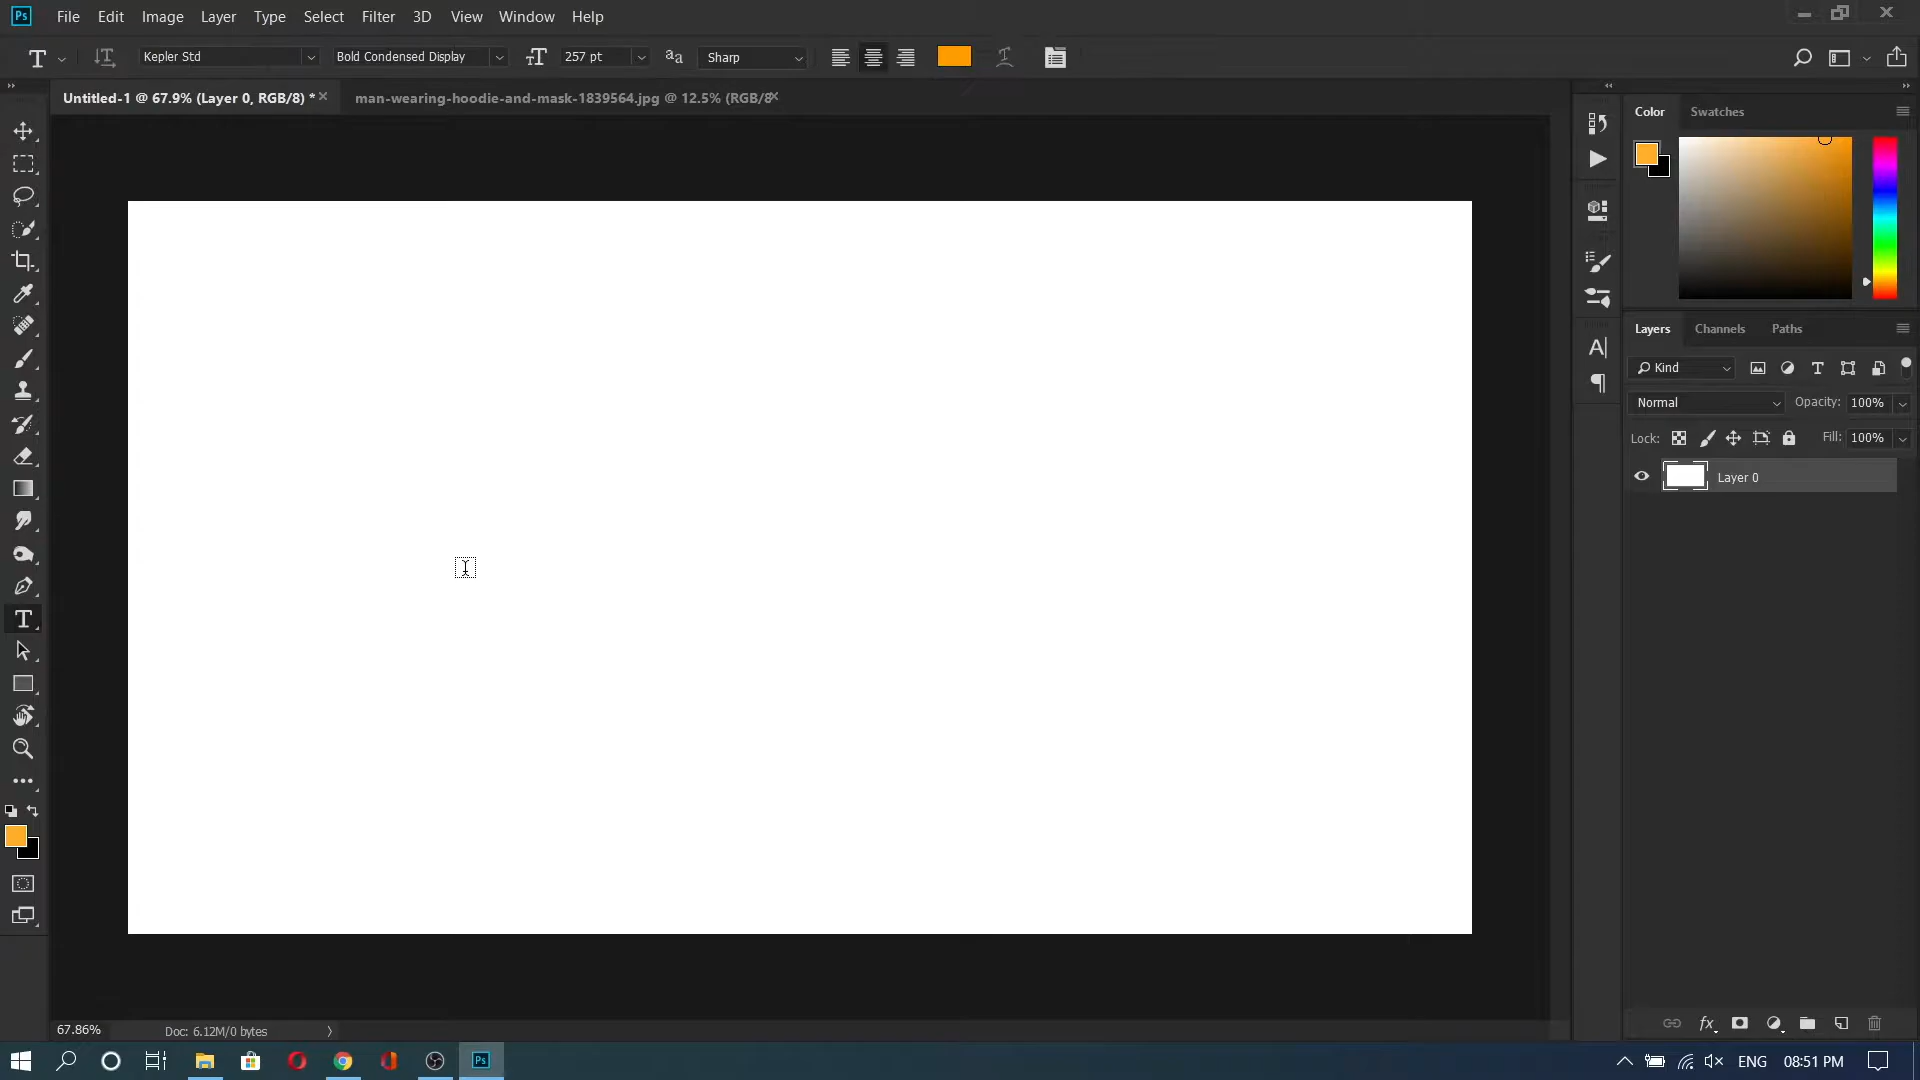 Ps File Edit Image Layer Type Select Filter 3D View Window Help
T Kepler Std Bold Condensed Display 257 pt Sharp
Untitled-1 @ 67.9% (Layer 0, RGB/8) * × man-wearing-hoodie-and-mask-1839564.jpg @ 12.5% (RGB/8 ×
Color Swatches
Layers Channels Paths
Kind
Normal Opacity: 100%
Lock: Fill: 100%
Layer 0
67.86% Doc: 6.12M/0 bytes
fx
Ps ENG 08:51 PM